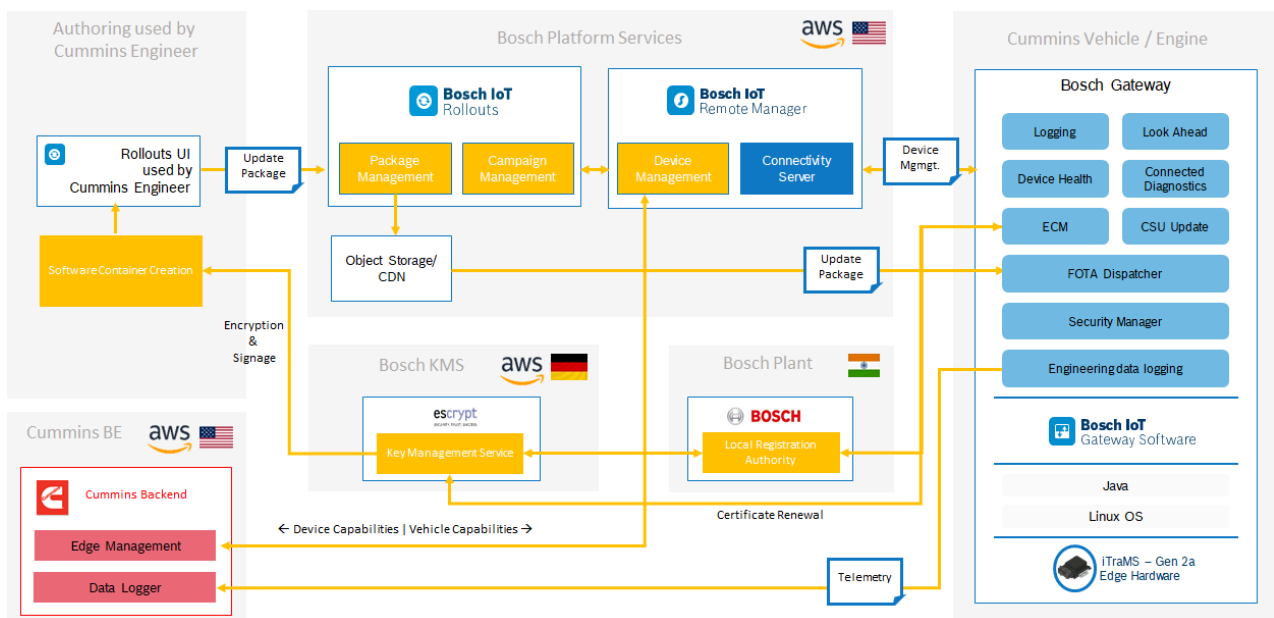 Authoring used by
Cummins Engineer
Rollouts UI
used by
Cummins Engineer
Software Container Creation
Update
Package
Bosch Platform Services
aws
Bosch IoT
Rollouts
Package
Management
Campaign
Management
Bosch IoT
Remote Manager
Device
Management
Connectivity
Server
Object Storage/
CDN
Device
Mgmt.
Update
Package
Cummins Vehicle / Engine
Bosch Gateway
Logging
Look Ahead
Device Health
Connected
Diagnostics
ECM
CSU Update
FOTA Dispatcher
Security Manager
Engineering data logging
Bosch IoT
Gateway Software
Java
Linux OS
iTraMS – Gen 2a
Edge Hardware
Encryption
&
Signage
Bosch KMS
aws
escrypt
Key Management Service
Bosch Plant
BOSCH
Local Registration
Authority
Certificate Renewal
Cummins BE
aws
Cummins Backend
Edge Management
Data Logger
← Device Capabilities | Vehicle Capabilities →
Telemetry